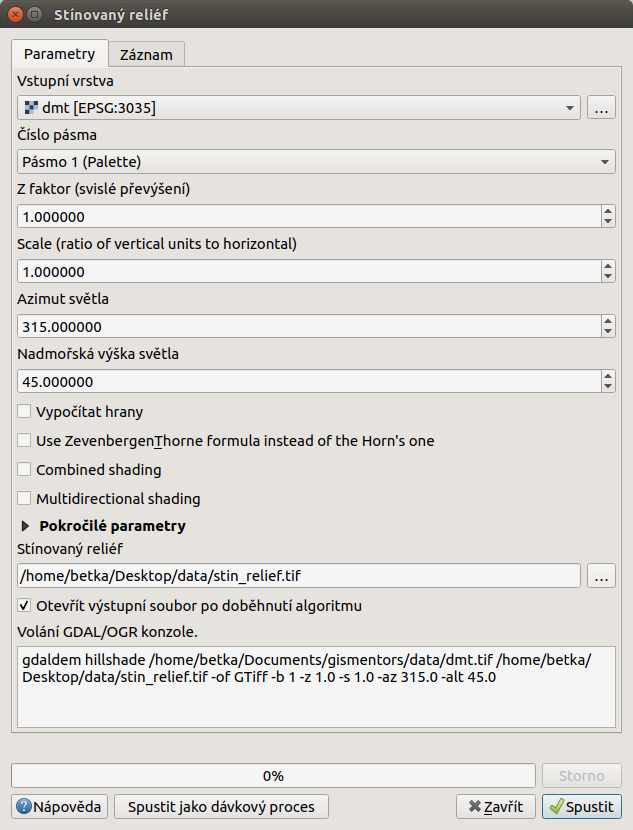 Stínovaný reliéf
Parametry
Záznam
Vstupní vrstva
dmt [EPSG:3035]
...
Číslo pásma
Pásmo 1 (Palette)
Z faktor (svislé převýšení)
1.000000
Scale (ratio of vertical units to horizontal)
1.000000
Azimut světla
315.000000
Nadmořská výška světla
45.000000
Vypočítat hrany
Use ZevenbergenThorne formula instead of the Horn's one
Combined shading
Multidirectional shading
Pokročilé parametry
Stínovaný reliéf
/home/betka/Desktop/data/stin_relief.tif
...
Otevřít výstupní soubor po doběhnutí algoritmu
Volání GDAL/OGR konzole.
gdaldem hillshade /home/betka/Documents/gismentors/data/dmt.tif /home/betka/
Desktop/data/stin_relief.tif -of GTiff -b 1 -z 1.0 -s 1.0 -az 315.0 -alt 45.0
0%
Storno
Nápověda
Spustit jako dávkový proces
Zavřít
Spustit